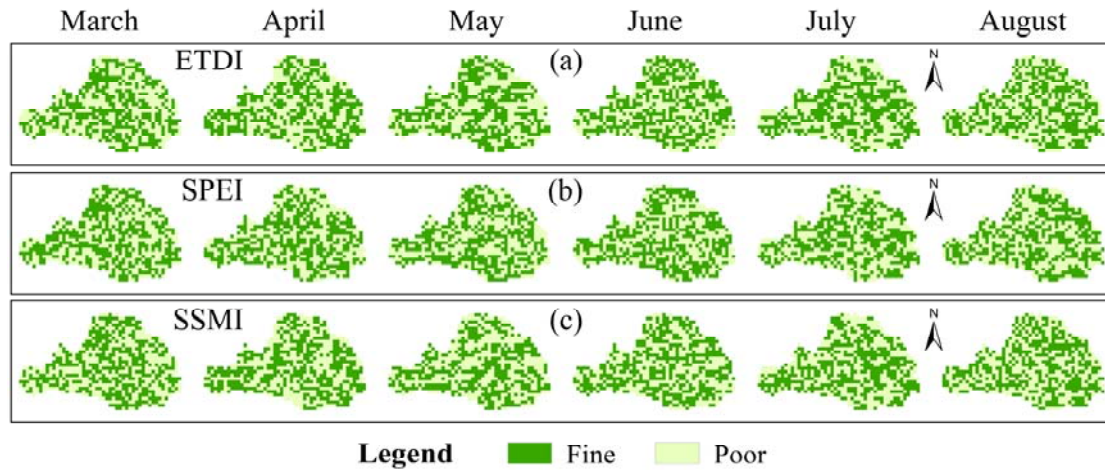 March April May June July August
ETDI (a) N
SPEI (b) N
SSMI (c) N
Legend Fine Poor